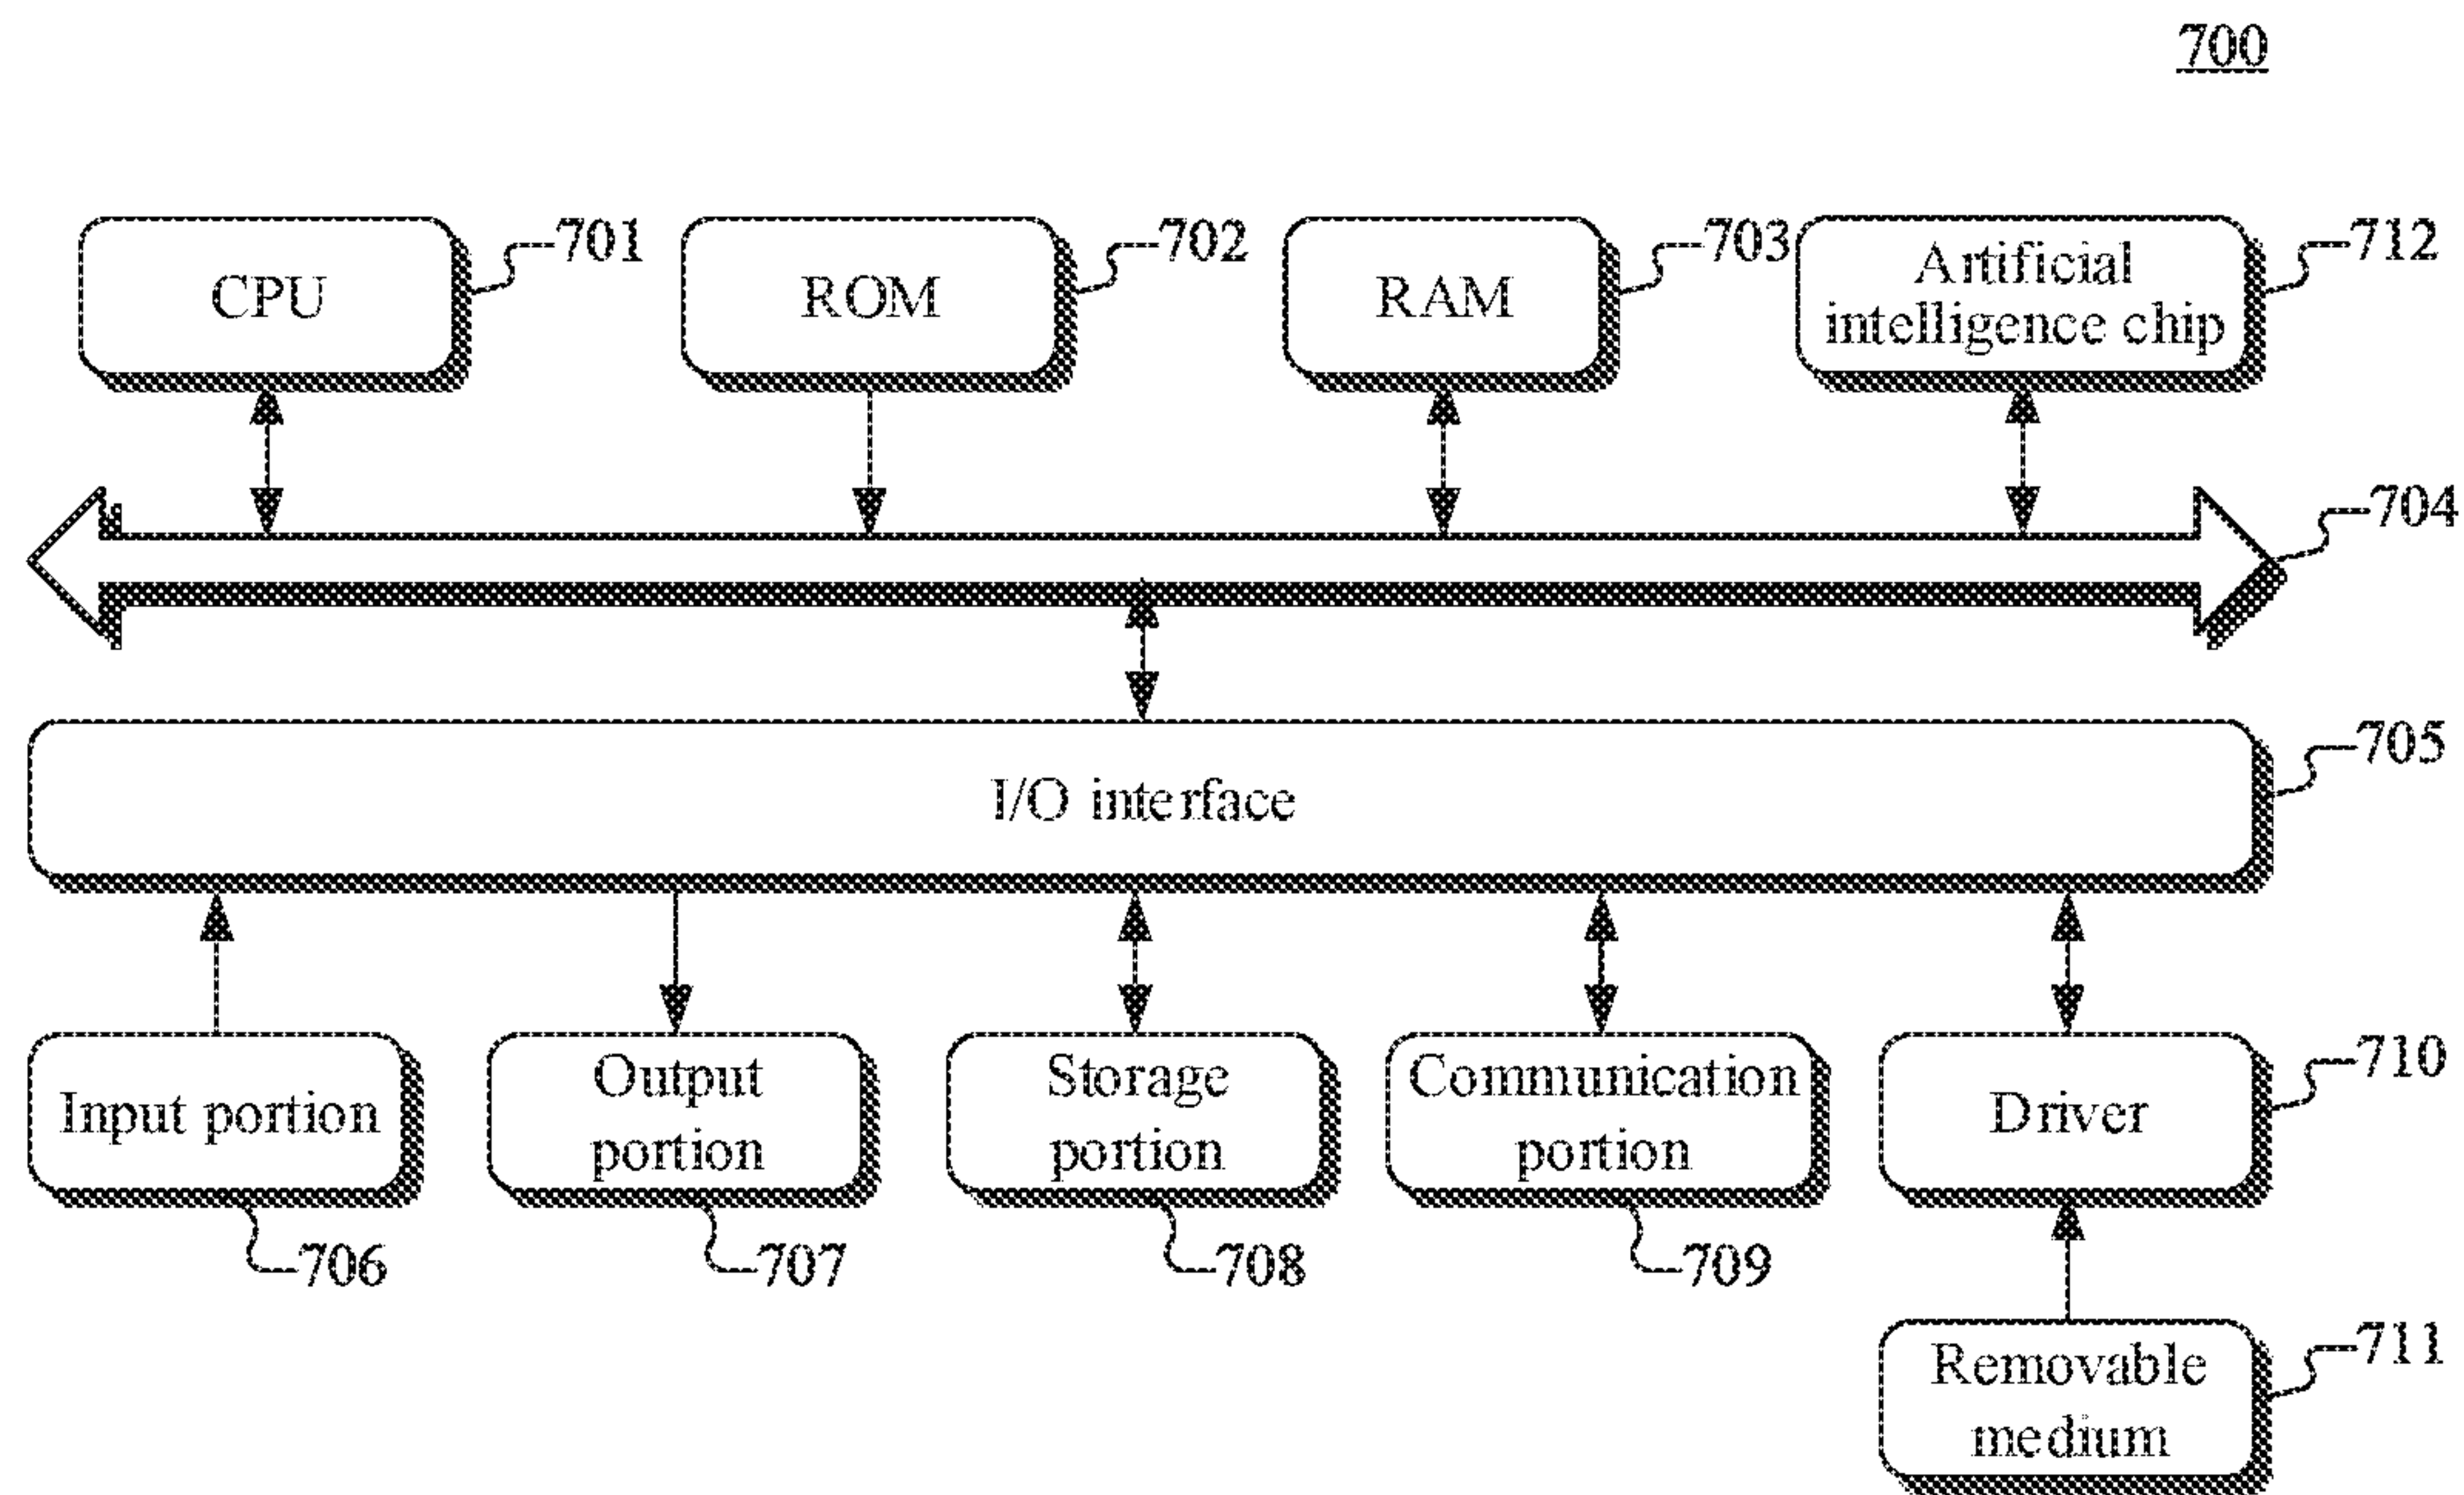 700
CPU 701
ROM 702
RAM 703
Artificial
intelligence chip 712
704
I/O interface 705
Input portion 706
Output
portion 707
Storage
portion 708
Communication
portion 709
Driver 710
Removable
medium 711